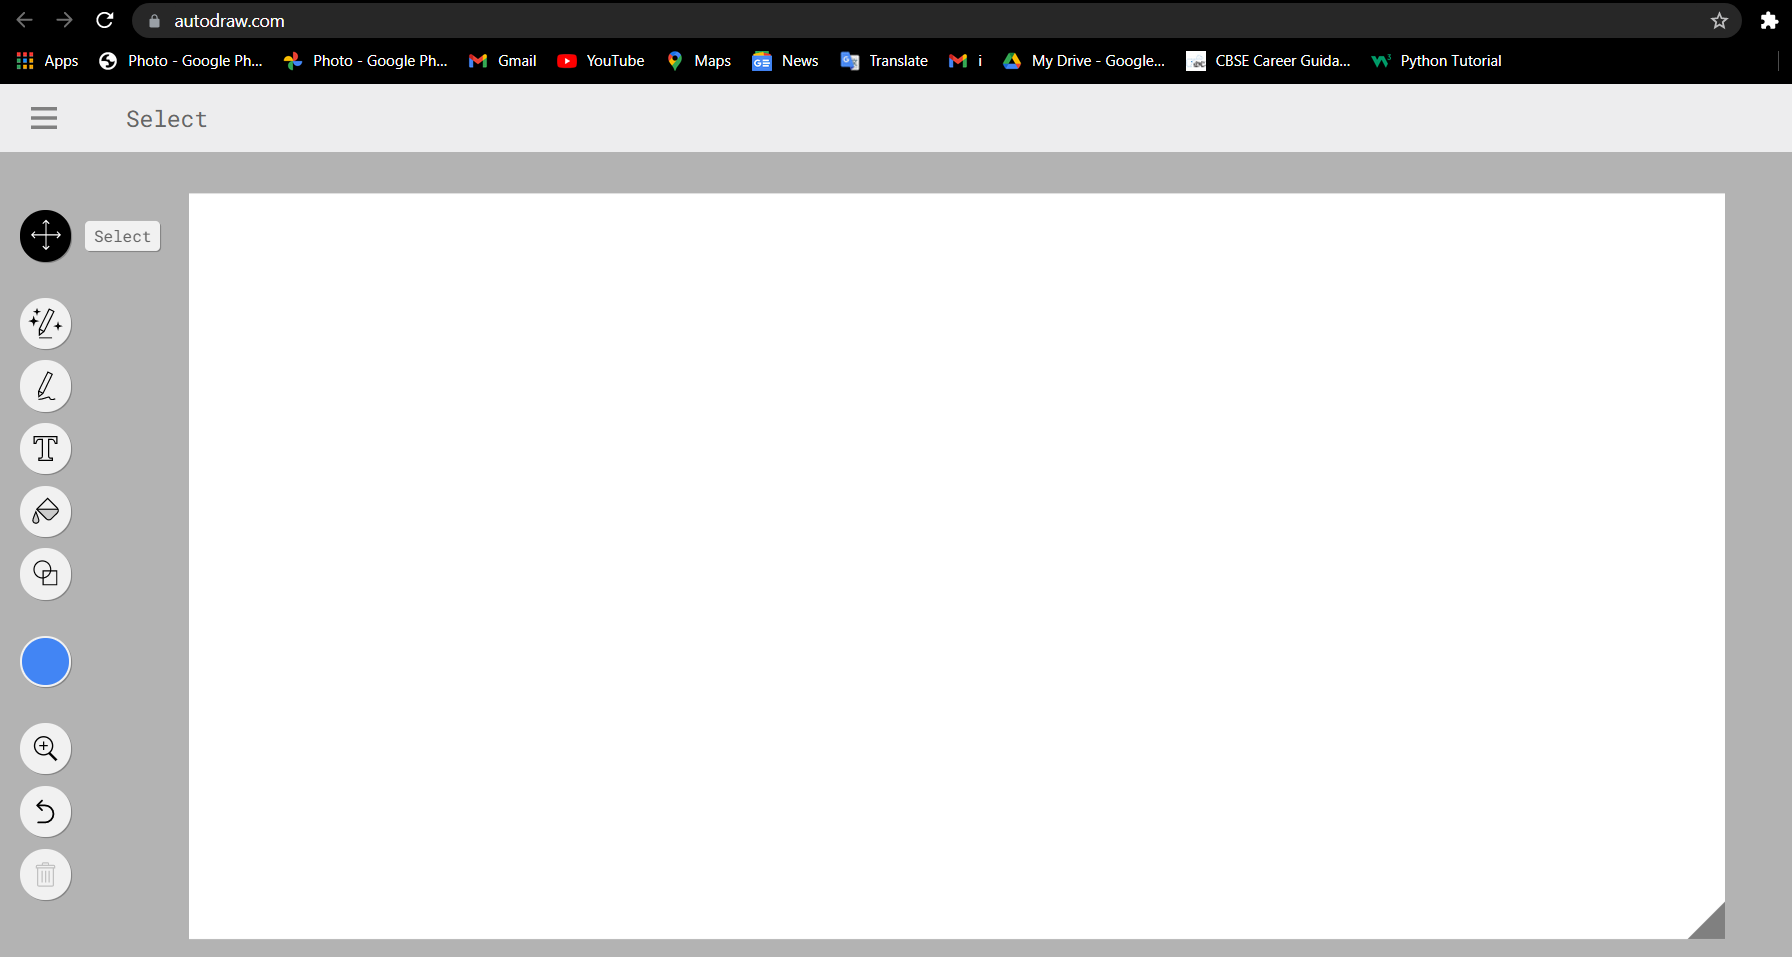 autodraw.com
Apps Photo - Google Ph... Photo - Google Ph... Gmail YouTube Maps News Translate i My Drive - Google... CBSE Career Guida... Python Tutorial
Select
Select